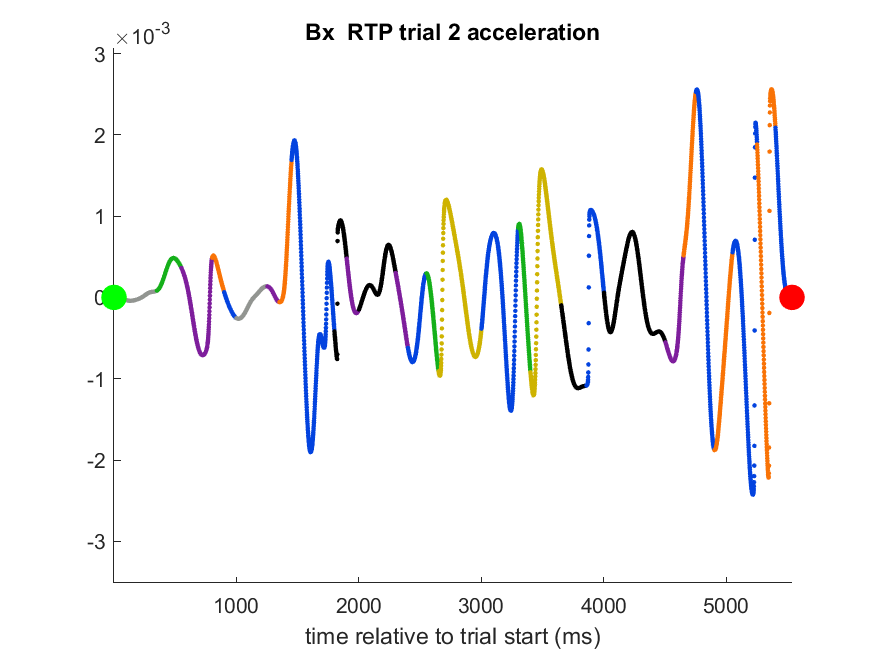 Bx  RTP trial 2 acceleration
×10-3
3
2
1
0
-1
-2
-3
1000 2000 3000 4000 5000
time relative to trial start (ms)